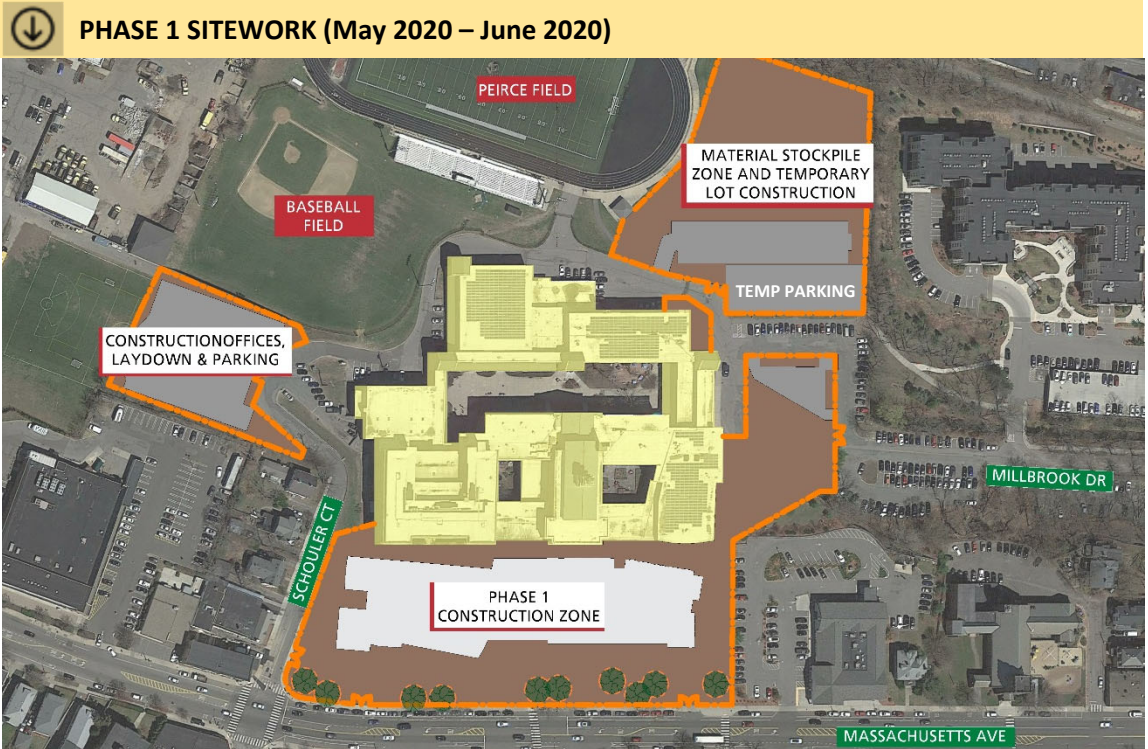 PHASE 1 SITEWORK (May 2020 – June 2020)
PEIRCE FIELD
MATERIAL STOCKPILE
ZONE AND TEMPORARY
LOT CONSTRUCTION
BASEBALL
FIELD
TEMP PARKING
CONSTRUCTIONOFFICES,
LAYDOWN & PARKING
MILLBROOK DR
SCHOULER CT
PHASE 1
CONSTRUCTION ZONE
MASSACHUSETTS AVE